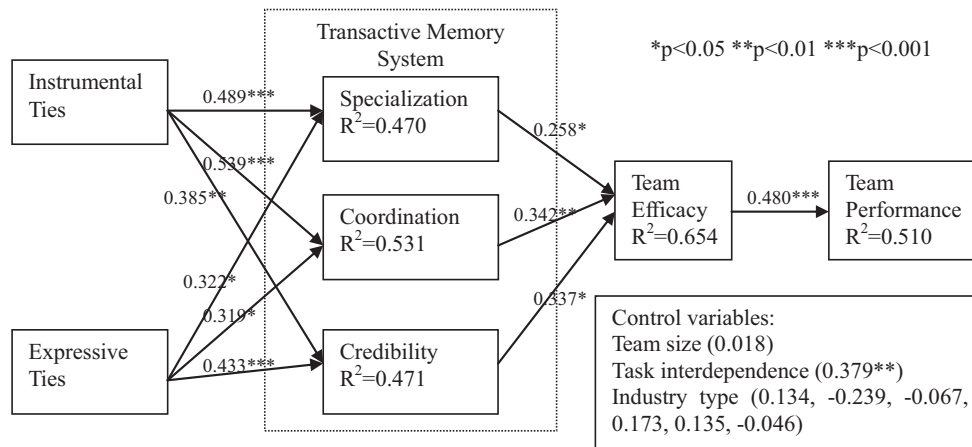 Transactive Memory
System
*p<0.05 **p<0.01 ***p<0.001
Instrumental
Ties
0.489***
Specialization
R²=0.470
0.258*
0.539***
0.385**
Coordination
R²=0.531
0.342**
Team
Efficacy
R²=0.654
0.480***
Team
Performance
R²=0.510
0.322*
0.319*
0.337*
Expressive
Ties
0.433***
Credibility
R²=0.471
Control variables:
Team size (0.018)
Task interdependence (0.379**)
Industry type (0.134, -0.239, -0.067,
0.173, 0.135, -0.046)